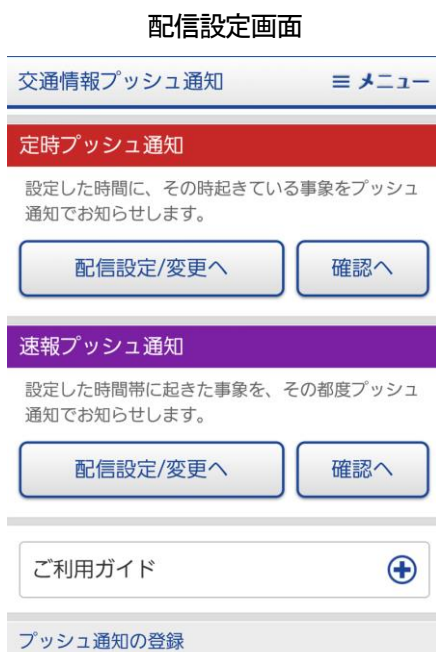 配信設定画面
交通情報プッシュ通知
≡ メニュー
定時プッシュ通知
設定した時間に、その時起きている事象をプッシュ
通知でお知らせします。
配信設定/変更へ
確認へ
速報プッシュ通知
設定した時間帯に起きた事象を、その都度プッシュ
通知でお知らせします。
配信設定/変更へ
確認へ
ご利用ガイド
プッシュ通知の登録